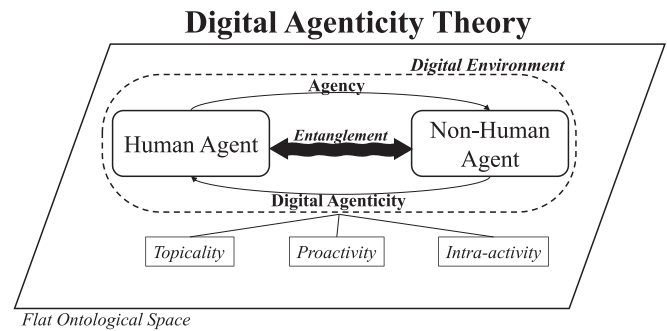 Digital Agenticity Theory
Digital Environment
Agency
Human Agent
Entanglement
Non-Human
Agent
Digital Agenticity
Topicality
Proactivity
Intra-activity
Flat Ontological Space